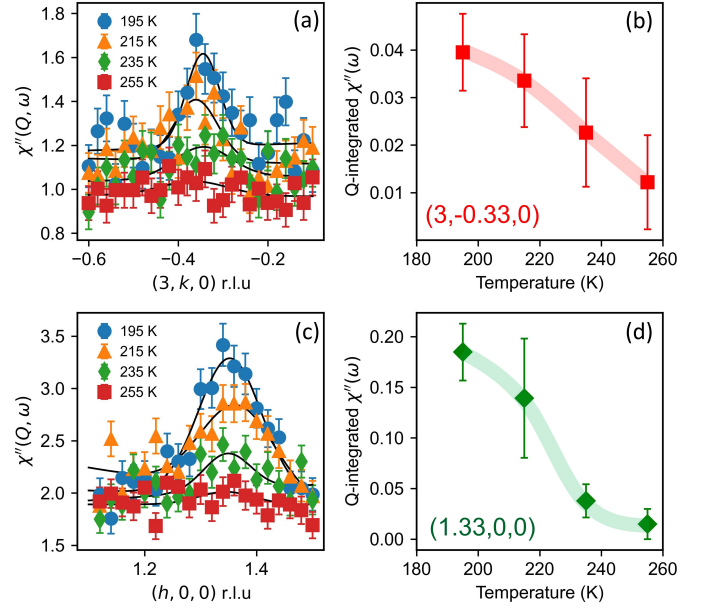 (a)
195 K
215 K
235 K
255 K
χ′′(Q, ω)
1.8
1.6
1.4
1.2
1.0
0.8
−0.6
−0.4
−0.2
(3, k, 0) r.l.u
(b)
Q-integrated χ′′(ω)
0.04
0.03
0.02
0.01
(3,-0.33,0)
180
200
220
240
260
Temperature (K)
(c)
195 K
215 K
235 K
255 K
χ′′(Q, ω)
3.5
3.0
2.5
2.0
1.5
1.2
1.4
(h, 0, 0) r.l.u
(d)
Q-integrated χ′′(ω)
0.20
0.15
0.10
0.05
0.00
(1.33,0,0)
180
200
220
240
260
Temperature (K)